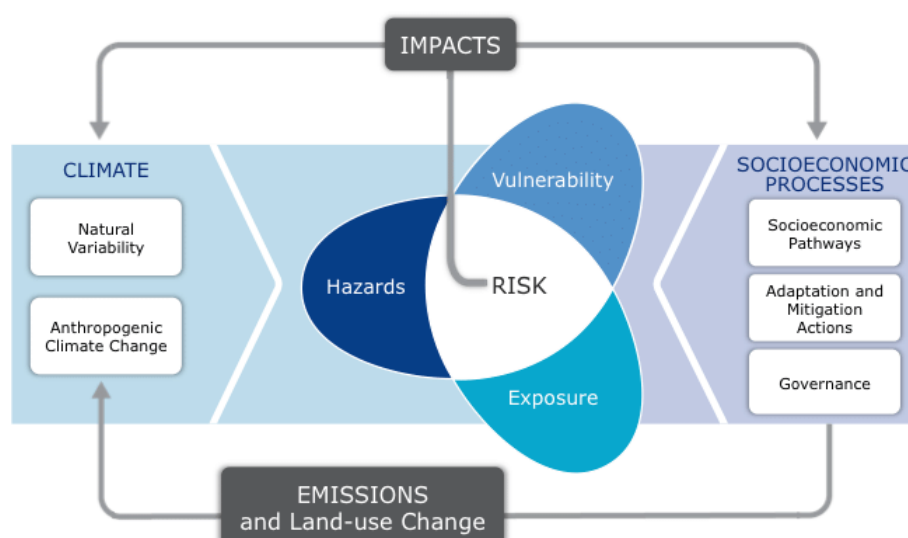 IMPACTS
CLIMATE
Natural
Variability
Anthropogenic
Climate Change
Hazards
Vulnerability
RISK
Exposure
SOCIOECONOMIC
PROCESSES
Socioeconomic
Pathways
Adaptation and
Mitigation
Actions
Governance
EMISSIONS
and Land-use Change